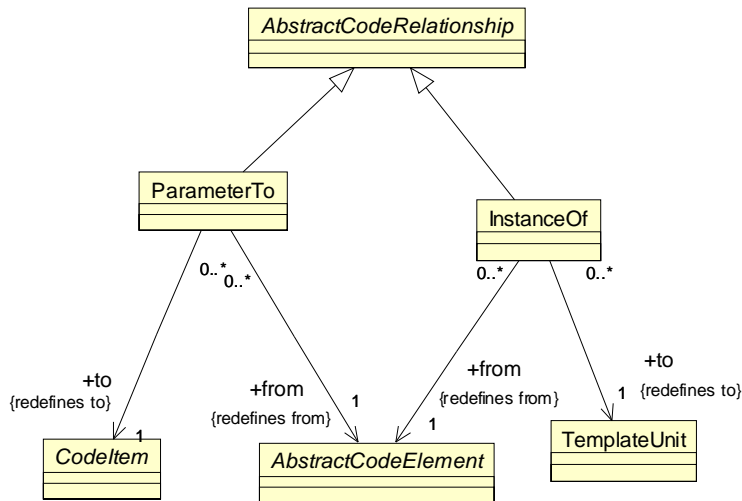 AbstractCodeRelationship
ParameterTo
InstanceOf
0..*
0..*
0..*
0..*
+to
{redefines to}
1
+from
{redefines from}
1
+from
{redefines from}
1
+to
{redefines to}
1
CodeItem
AbstractCodeElement
TemplateUnit